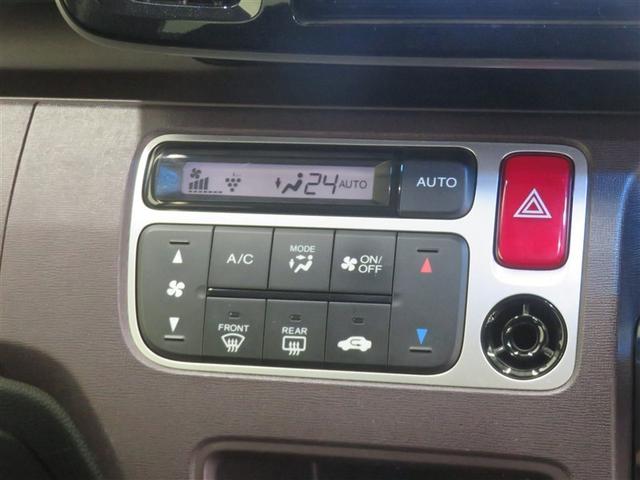 24 AUTO
AUTO
A/C
MODE
ON/
OFF
FRONT
REAR